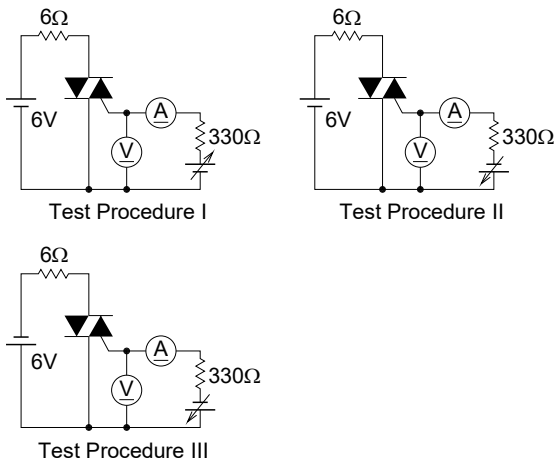 6Ω
6V
A
V
330Ω
Test Procedure I
6Ω
6V
A
V
330Ω
Test Procedure II
6Ω
6V
A
V
330Ω
Test Procedure III